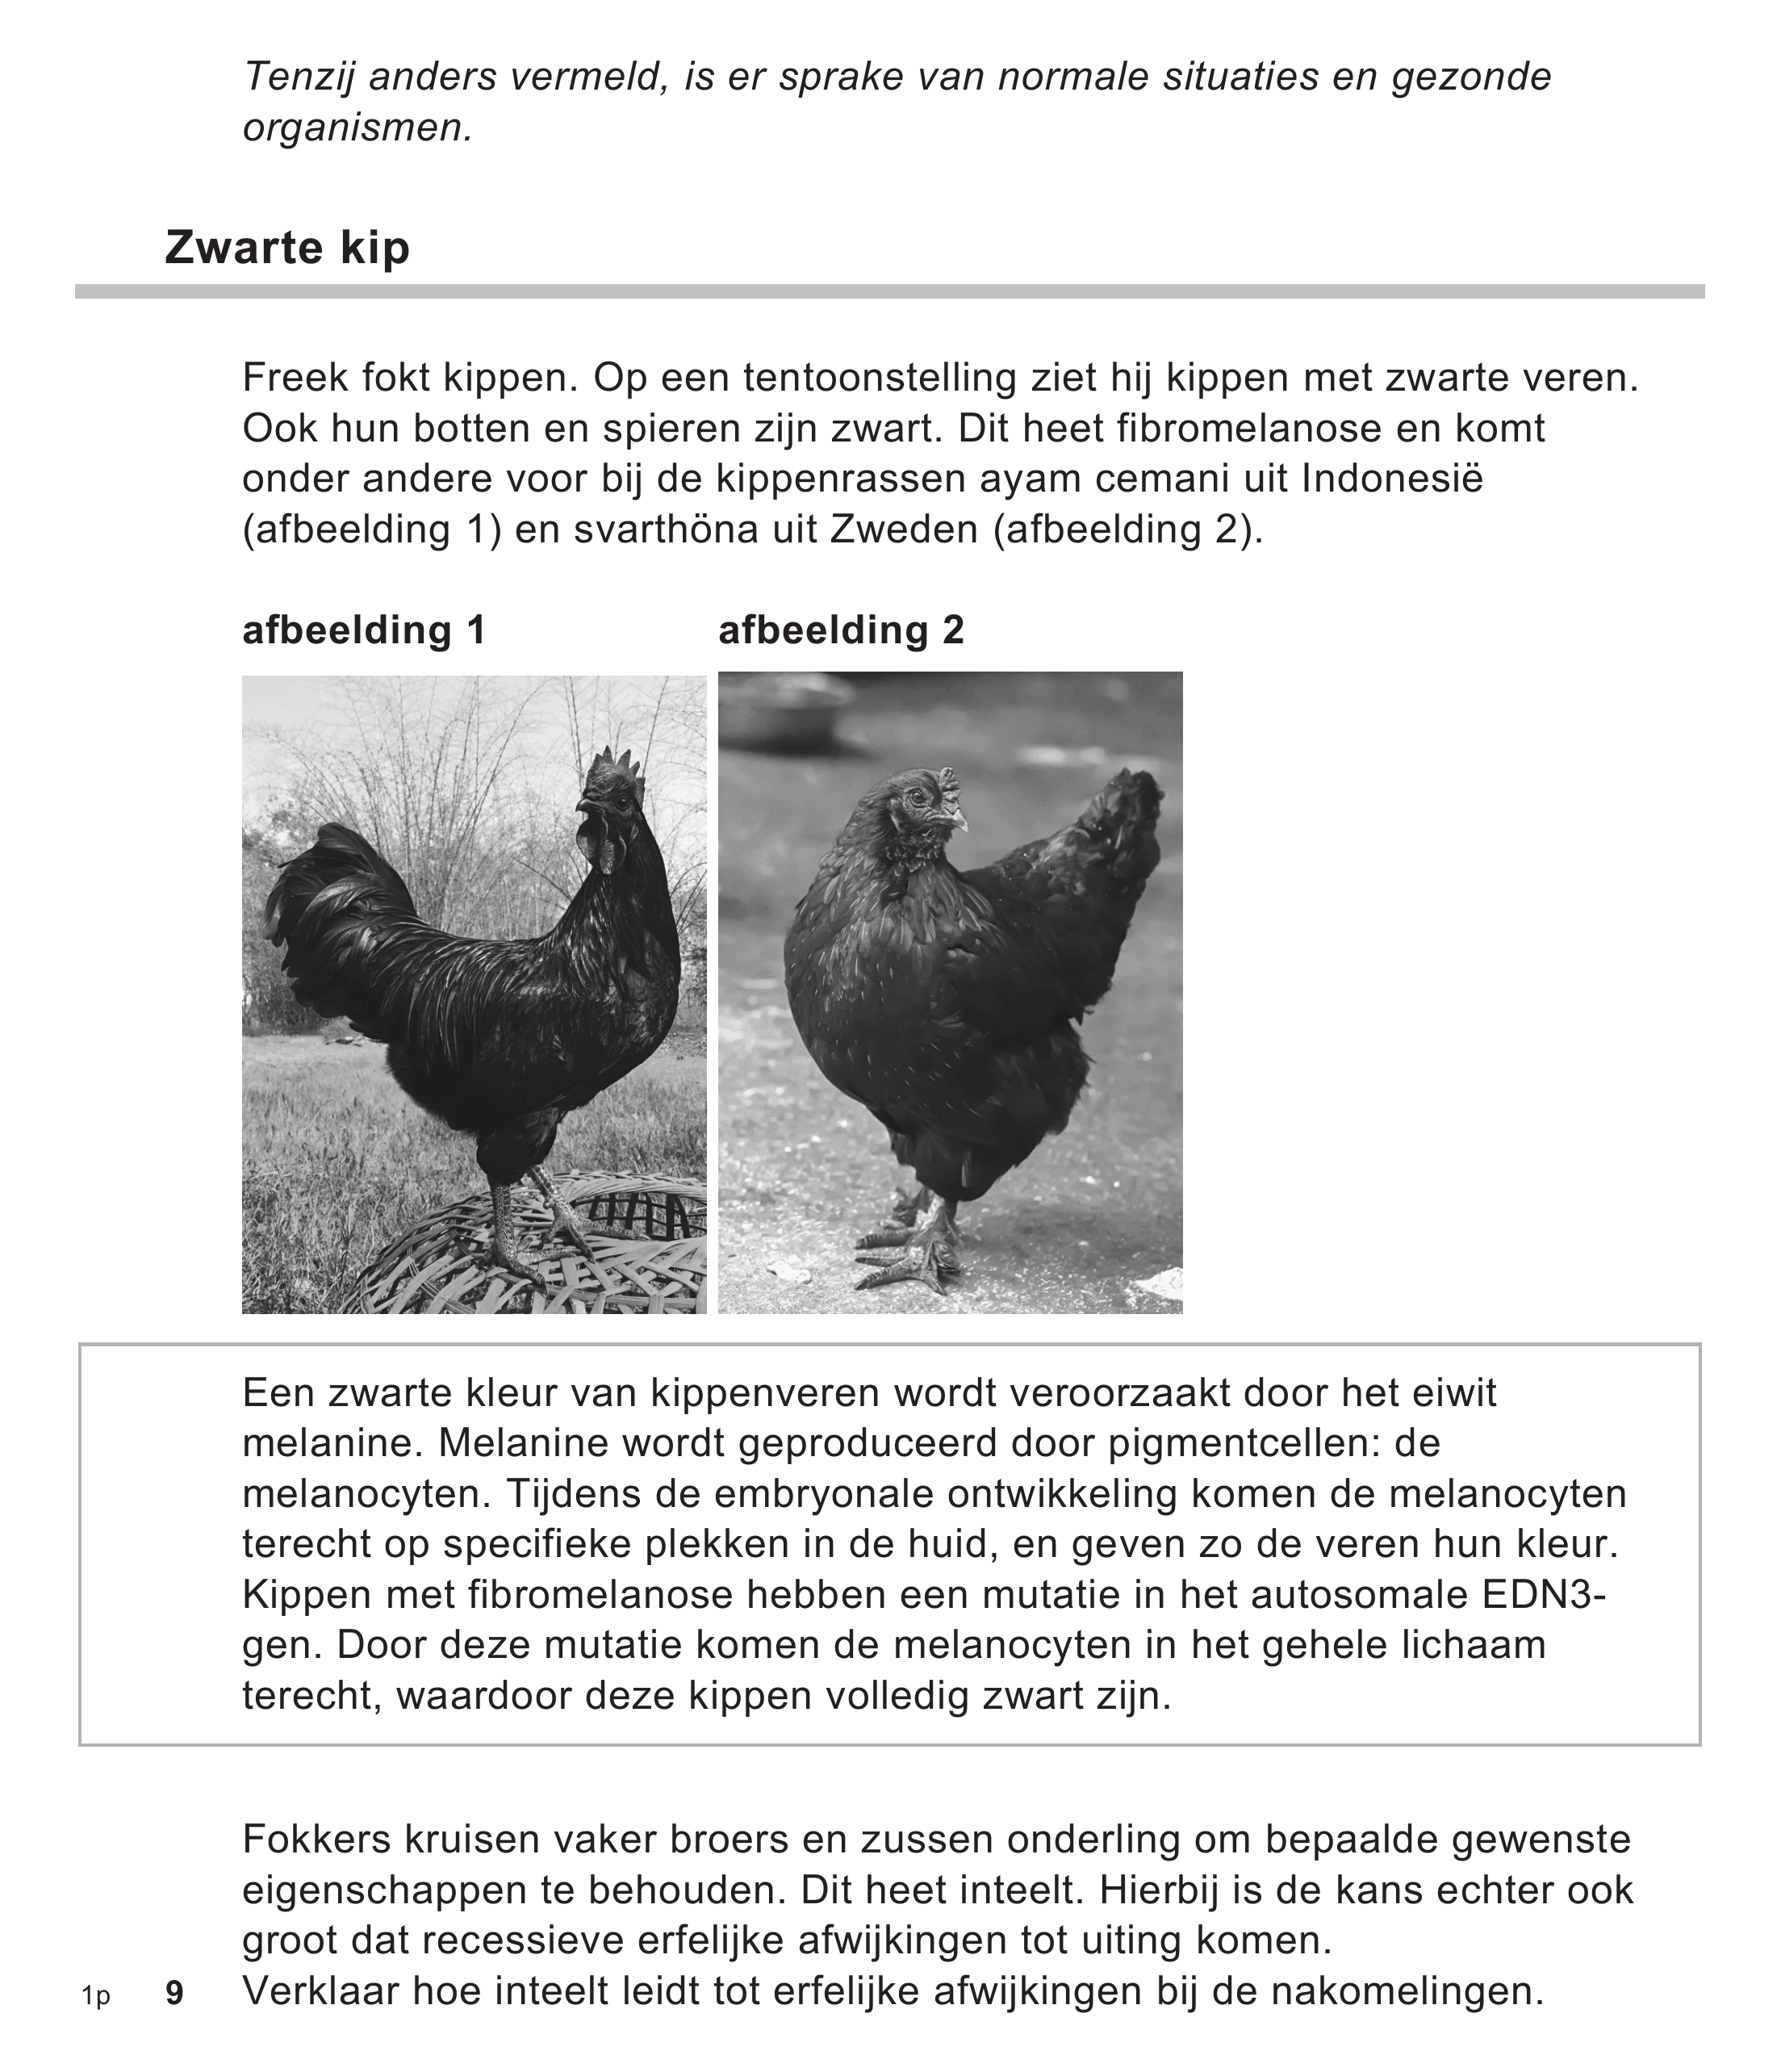 Tenzij anders vermeld, is er sprake van normale situaties en gezonde
organismen.
Zwarte kip
Freek fokt kippen. Op een tentoonstelling ziet hij kippen met zwarte veren.
Ook hun botten en spieren zijn zwart. Dit heet fibromelanose en komt
onder andere voor bij de kippenrassen ayam cemani uit Indonesië
(afbeelding 1) en svarthöna uit Zweden (afbeelding 2).
afbeelding 1 afbeelding 2
Een zwarte kleur van kippenveren wordt veroorzaakt door het eiwit
melanine. Melanine wordt geproduceerd door pigmentcellen: de
melanocyten. Tijdens de embryonale ontwikkeling komen de melanocyten
terecht op specifieke plekken in de huid, en geven zo de veren hun kleur.
Kippen met fibromelanose hebben een mutatie in het autosomale EDN3-
gen. Door deze mutatie komen de melanocyten in het gehele lichaam
terecht, waardoor deze kippen volledig zwart zijn.
Fokkers kruisen vaker broers en zussen onderling om bepaalde gewenste
eigenschappen te behouden. Dit heet inteelt. Hierbij is de kans echter ook
groot dat recessieve erfelijke afwijkingen tot uiting komen.
1p 9 Verklaar hoe inteelt leidt tot erfelijke afwijkingen bij de nakomelingen.